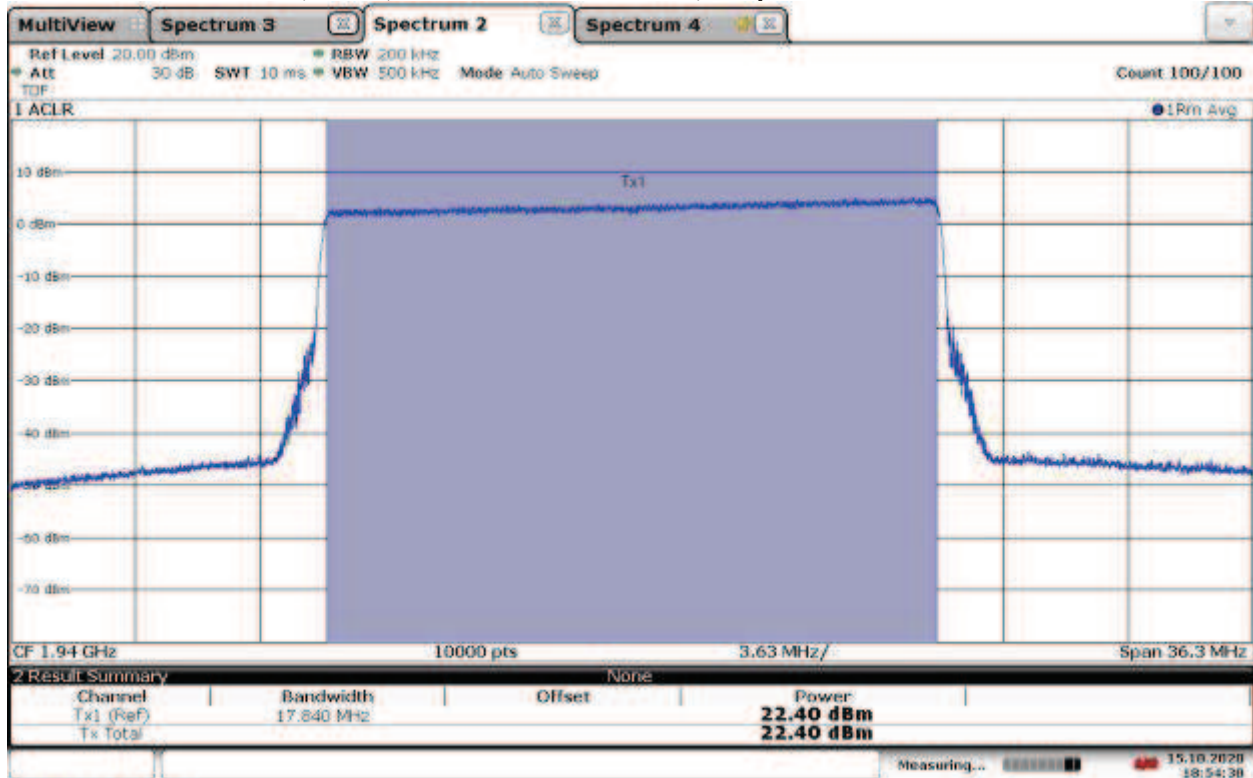 MultiView Spectrum 3 Spectrum 2 Spectrum 4
Ref Level 20.00 dBm RBW 200 kHz
Att 30 dB SWT 10 ms VBW 500 kHz Mode Auto Sweep Count 100/100
TDF
1 ACLR 1Rm Avg
10 dBm
Tx1
0 dBm
-10 dBm
-20 dBm
-30 dBm
-40 dBm
-50 dBm
-60 dBm
-70 dBm
CF 1.94 GHz 10000 pts 3.63 MHz/ Span 36.3 MHz
2 Result Summary None
Channel Bandwidth Offset Power
Tx1 (Ref) 17.840 MHz 22.40 dBm
Tx Total 22.40 dBm
Measuring... 15.10.2020
18:54:30